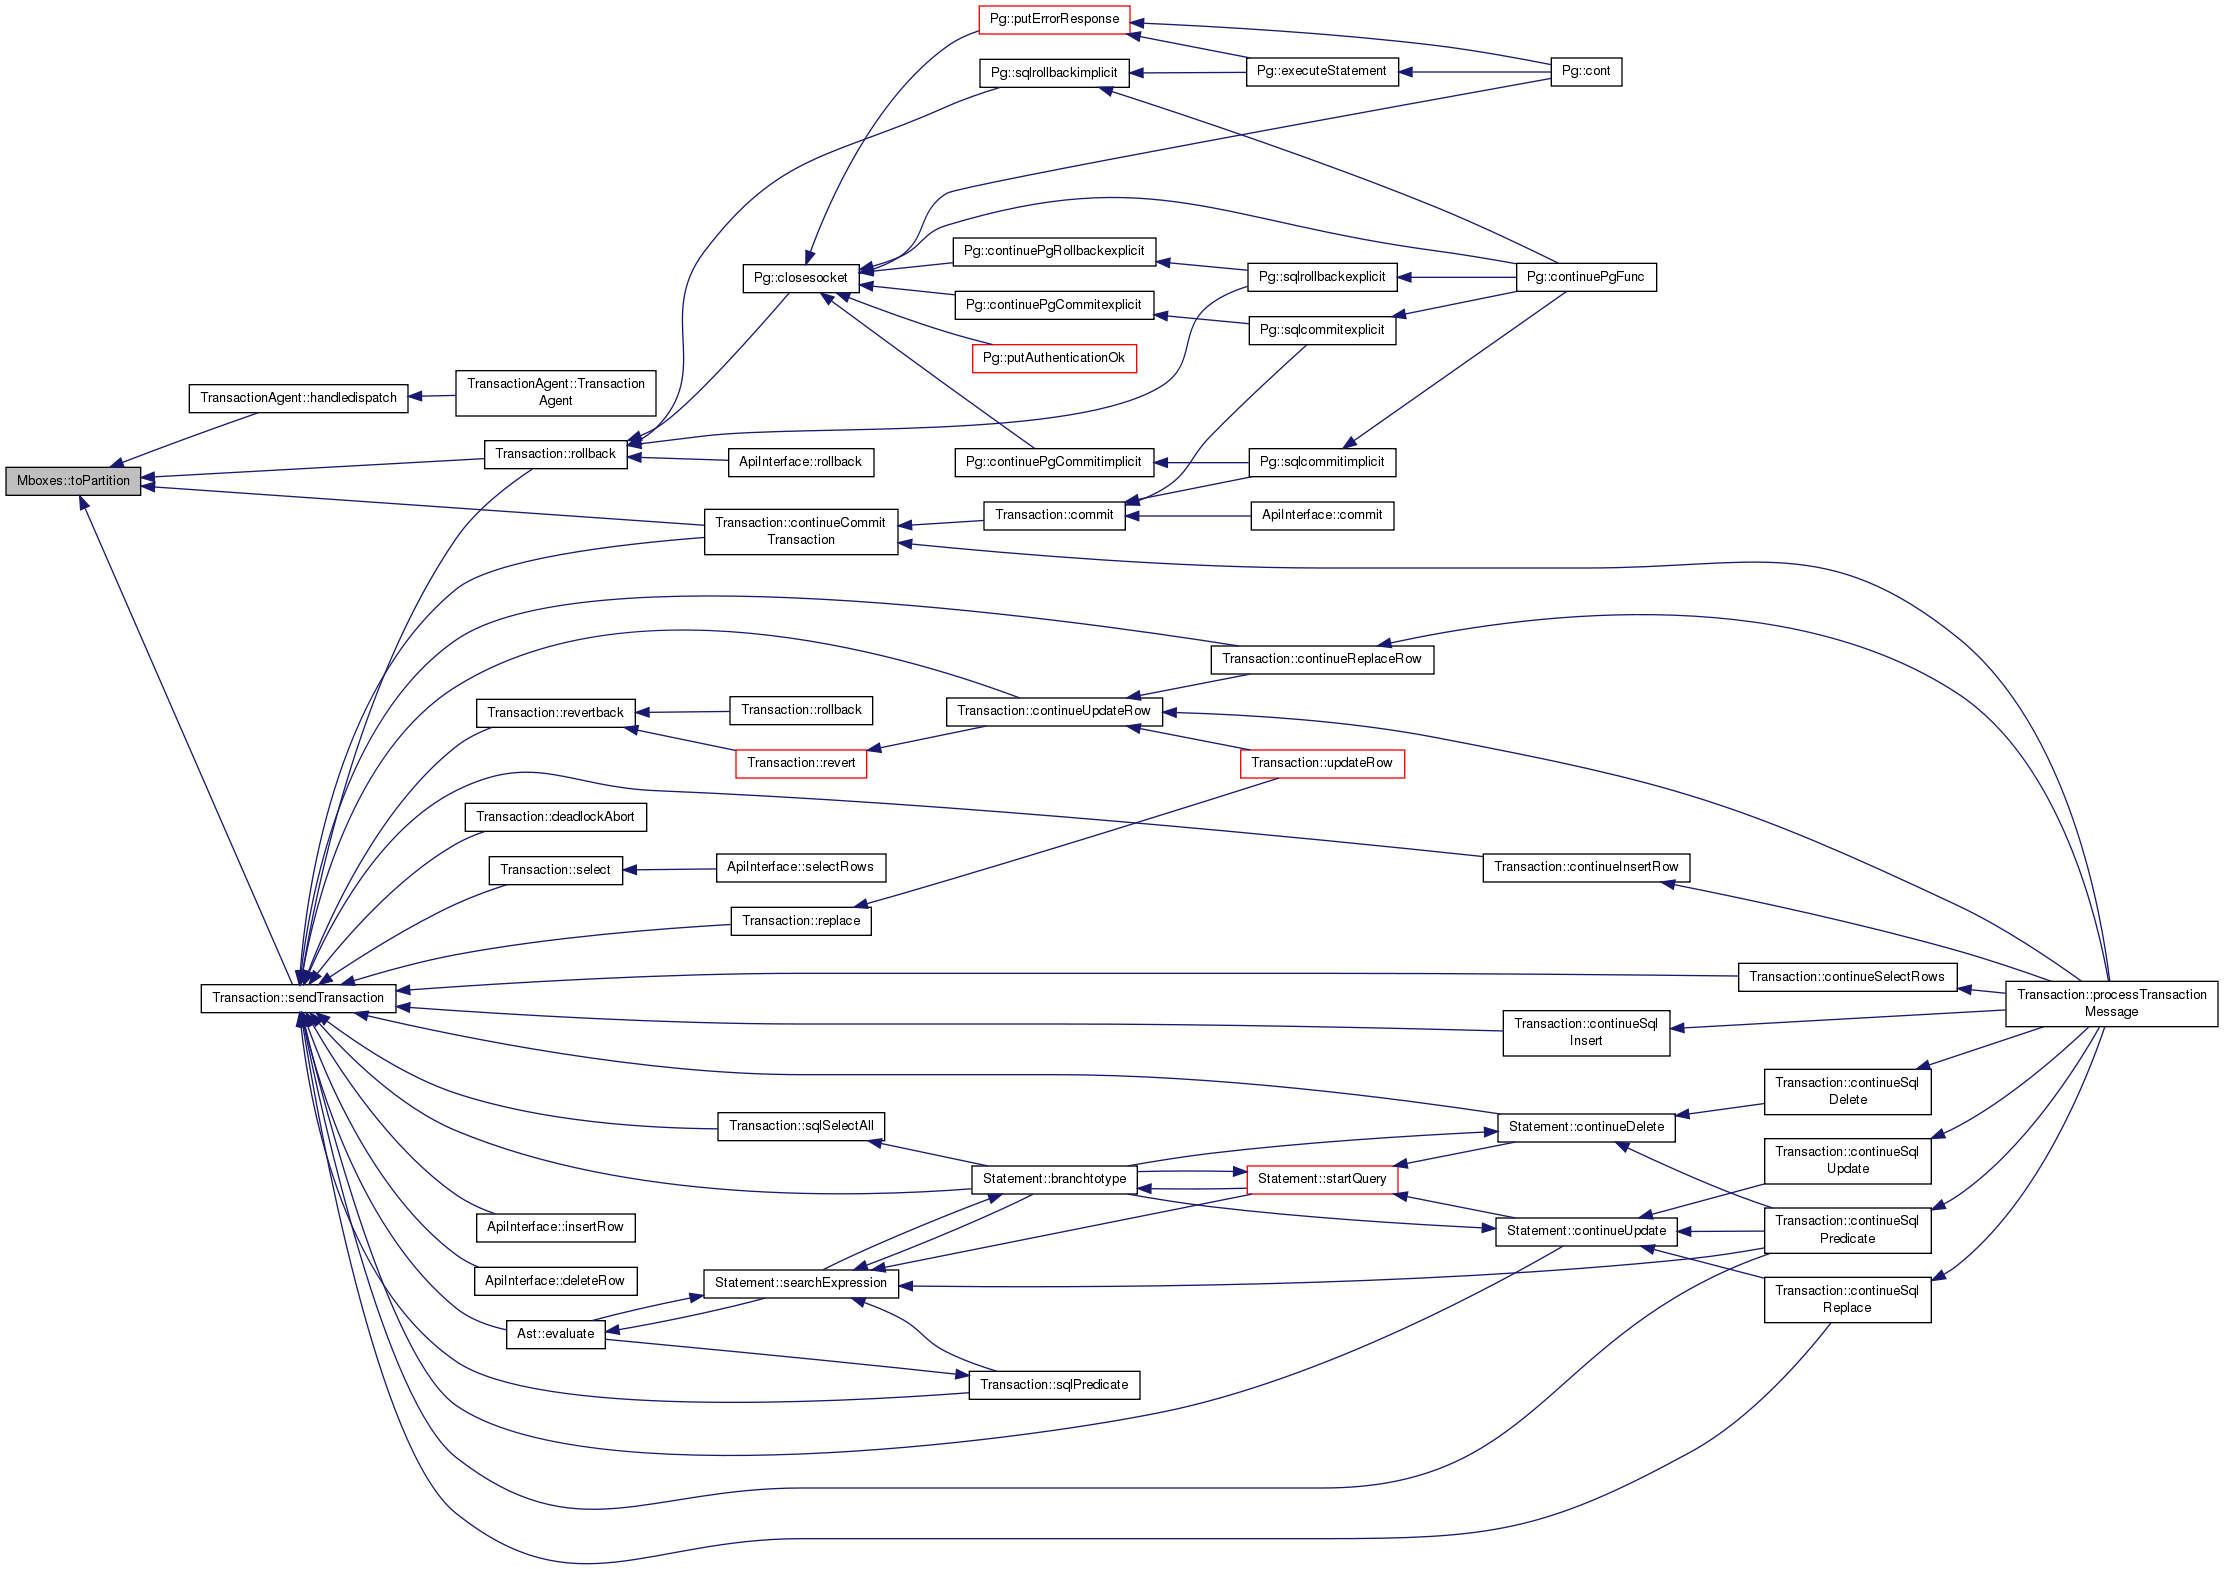 Pg::putErrorResponse
Pg::sqlrollbackimplicit
Pg::executeStatement
Pg::cont
Pg::closesocket
Pg::continuePgRollbackexplicit
Pg::sqlrollbackexplicit
Pg::continuePgFunc
Pg::continuePgCommitexplicit
Pg::sqlcommitexplicit
Pg::putAuthenticationOk
TransactionAgent::handledispatch
TransactionAgent::Transaction
Agent
Transaction::rollback
ApiInterface::rollback
Pg::continuePgCommitimplicit
Pg::sqlcommitimplicit
Mboxes::toPartition
Transaction::continueCommit
Transaction
Transaction::commit
ApiInterface::commit
Transaction::continueReplaceRow
Transaction::revertback
Transaction::rollback
Transaction::continueUpdateRow
Transaction::revert
Transaction::updateRow
Transaction::deadlockAbort
Transaction::select
ApiInterface::selectRows
Transaction::continueInsertRow
Transaction::replace
Transaction::sendTransaction
Transaction::continueSelectRows
Transaction::processTransaction
Message
Transaction::continueSql
Insert
Transaction::continueSql
Delete
Transaction::sqlSelectAll
Statement::continueDelete
Transaction::continueSql
Update
Statement::branchtotype
Statement::startQuery
ApiInterface::insertRow
Statement::continueUpdate
Transaction::continueSql
Predicate
ApiInterface::deleteRow
Statement::searchExpression
Transaction::continueSql
Replace
Ast::evaluate
Transaction::sqlPredicate